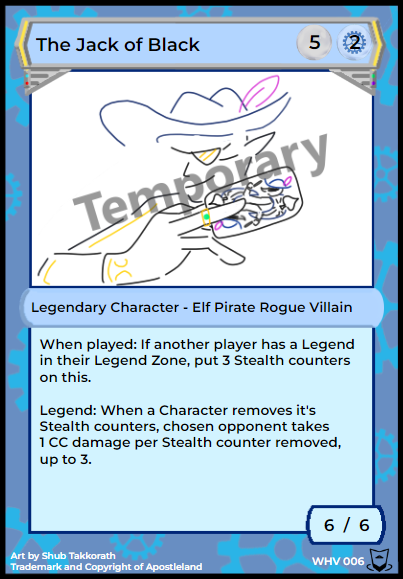 The Jack of Black
5
2
Temporary
Legendary Character - Elf Pirate Rogue Villain
When played: If another player has a Legend
in their Legend Zone, put 3 Stealth counters
on this.
Legend: When a Character removes it's
Stealth counters, chosen opponent takes
1 CC damage per Stealth counter removed,
up to 3.
6 / 6
Art by Shub Takkorath
Trademark and Copyright of Apostleland
WHV 006